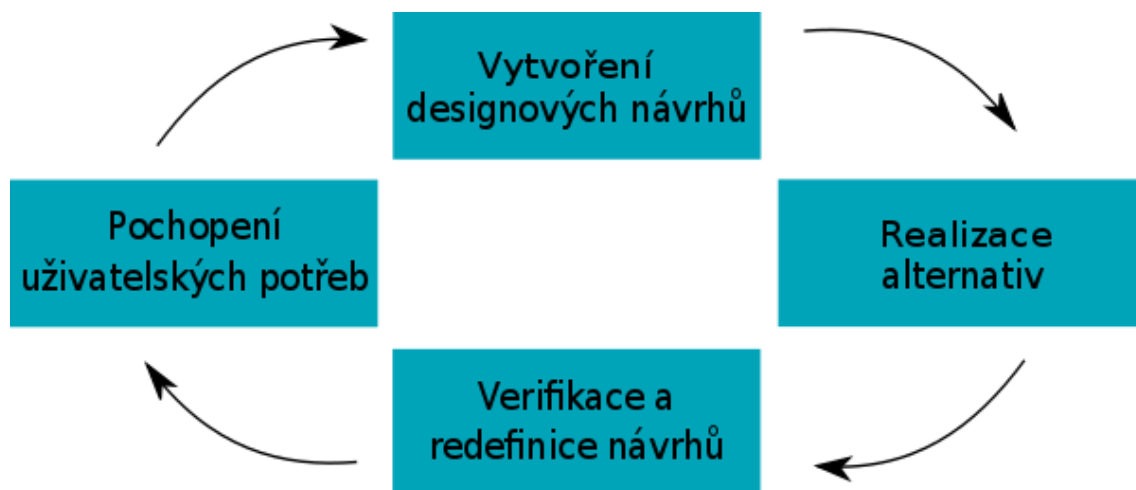 Vytvoření
designových návrhů
Pochopení
uživatelských potřeb
Realizace
alternativ
Verifikace a
redefinice návrhů